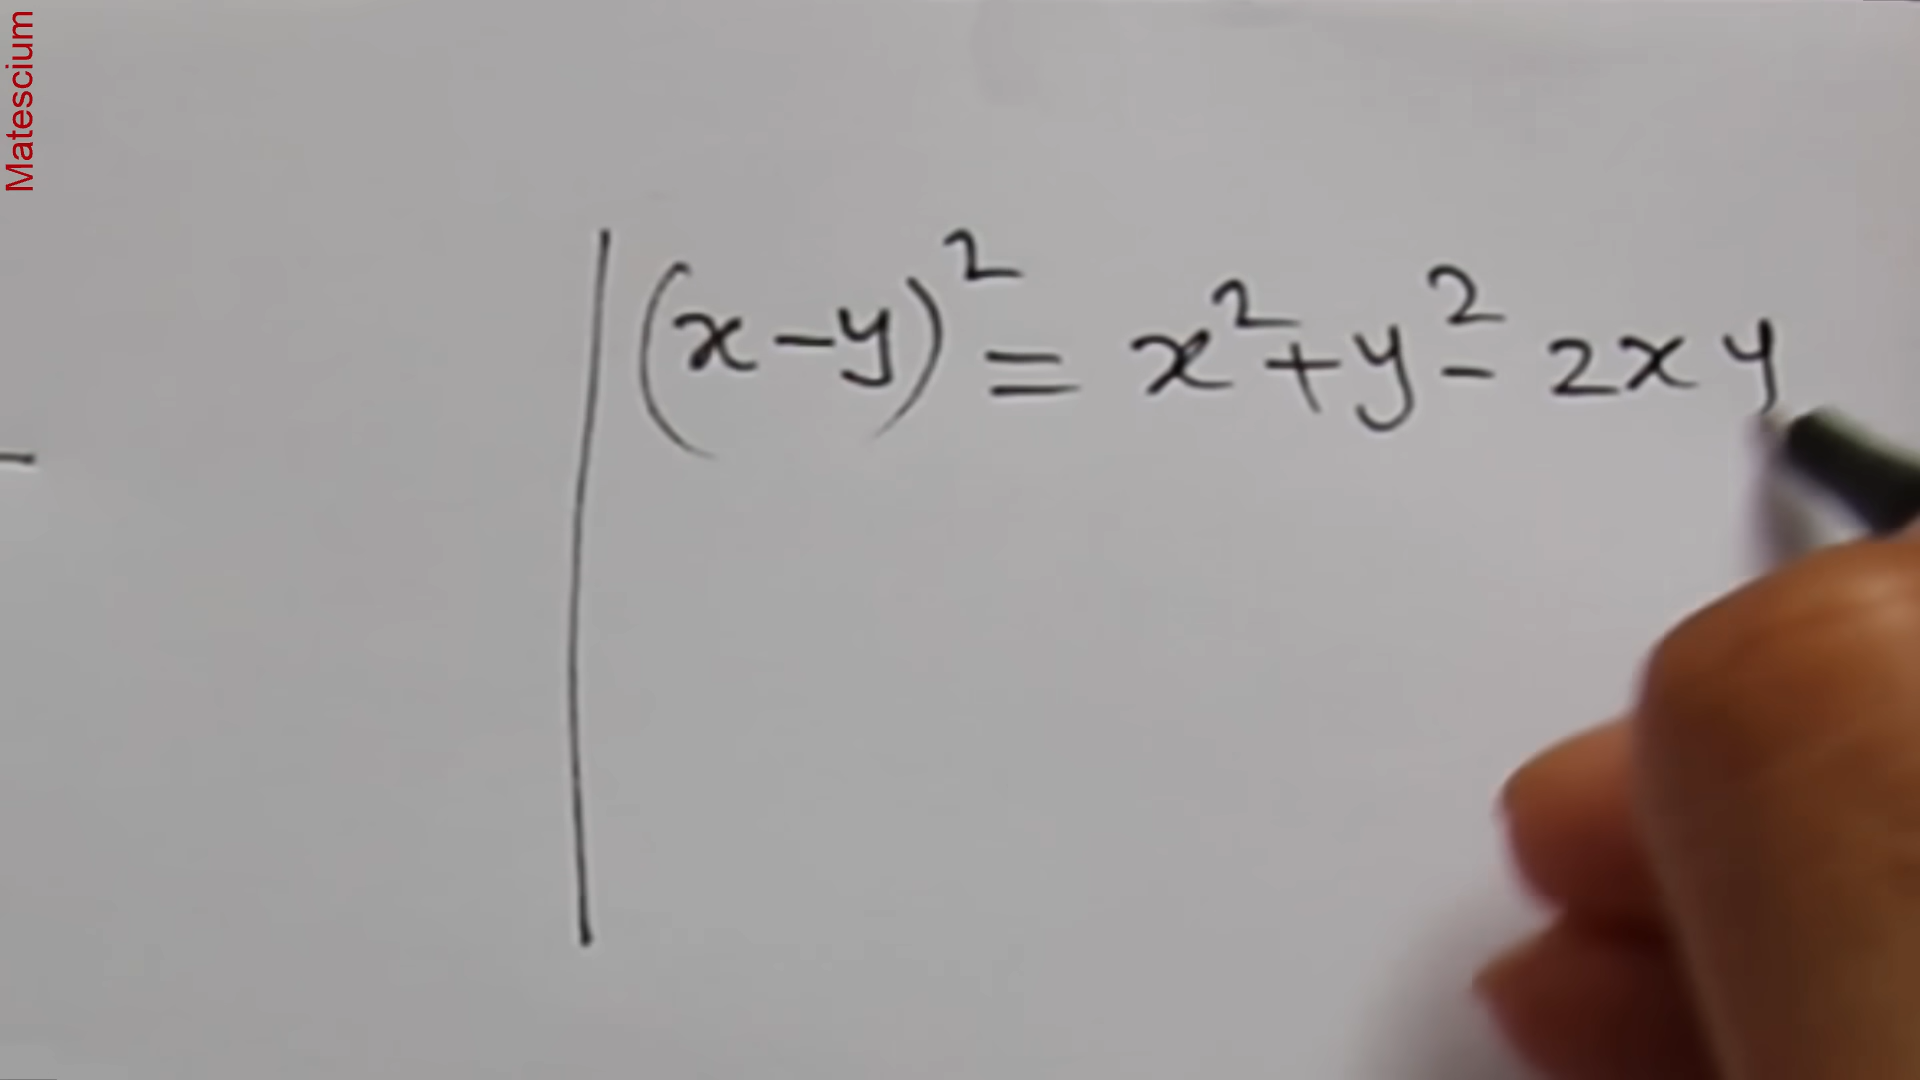 Matescium
(x-y)² = x²+y²-2xy